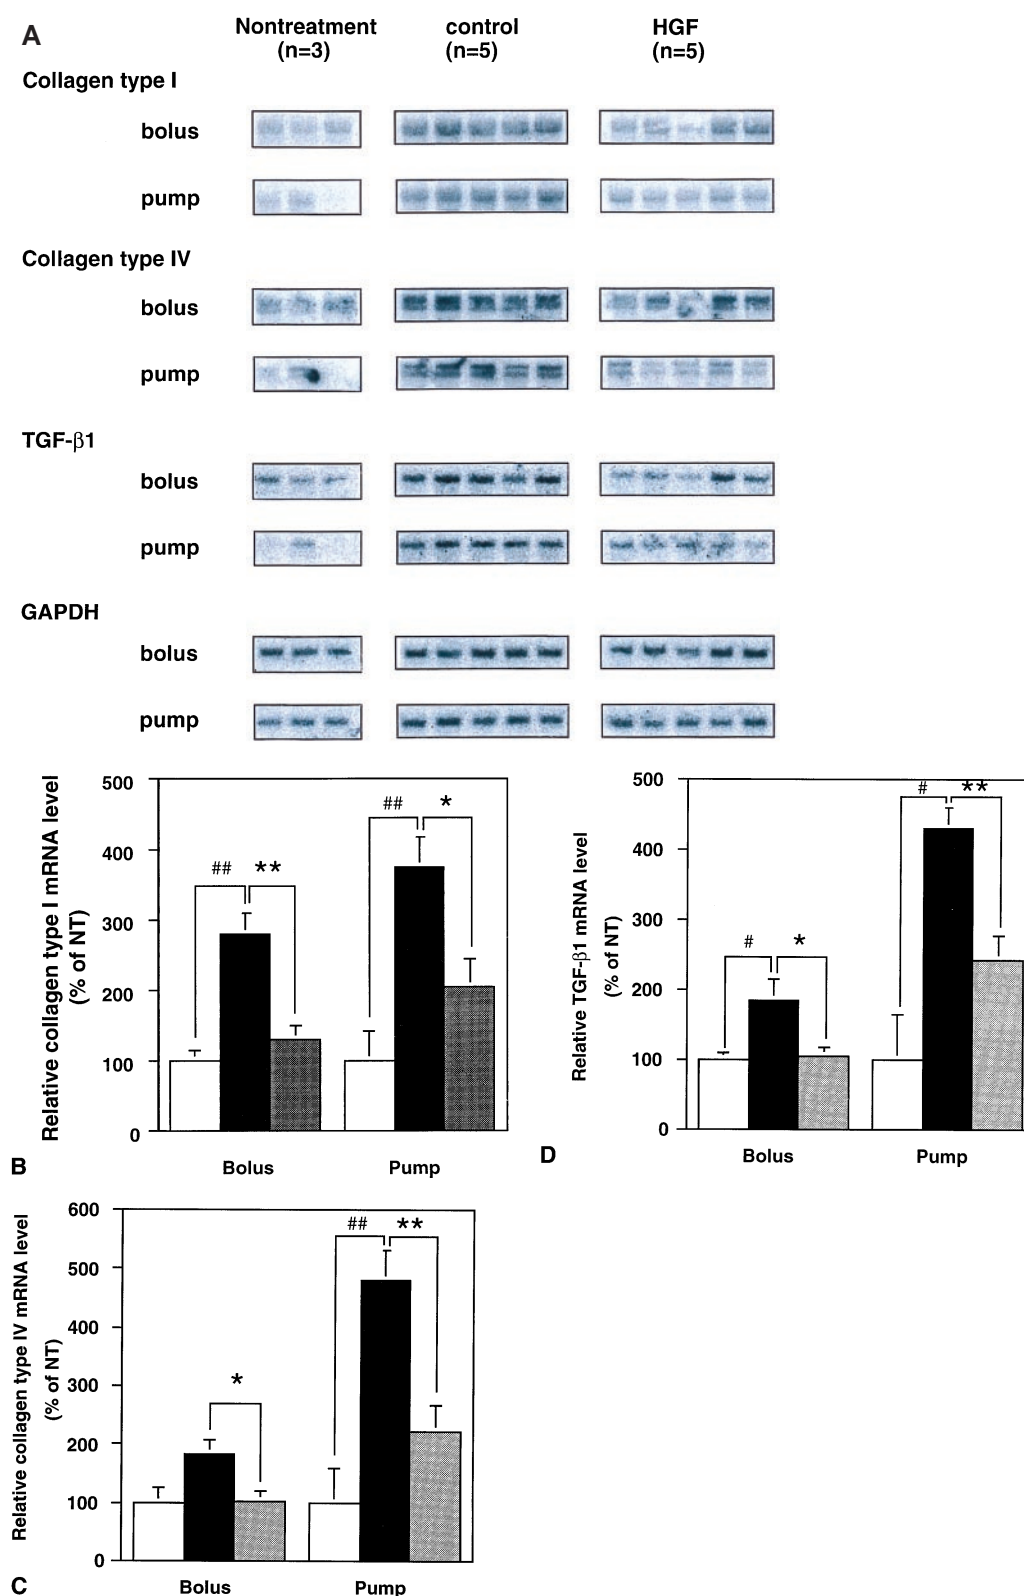 A
Nontreatment control HGF
(n=3) (n=5) (n=5)
Collagen type I
bolus
pump
Collagen type IV
bolus
pump
TGF-β1
bolus
pump
GAPDH
bolus
pump
Relative collagen type I mRNA level
(% of NT)
500
400
300
200
100
0
## **
## *
Bolus Pump
B
Relative TGF-β1 mRNA level
(% of NT)
500
400
300
200
100
0
# *
# **
Bolus Pump
D
Relative collagen type IV mRNA level
(% of NT)
600
500
400
300
200
100
0
*
## **
Bolus Pump
C